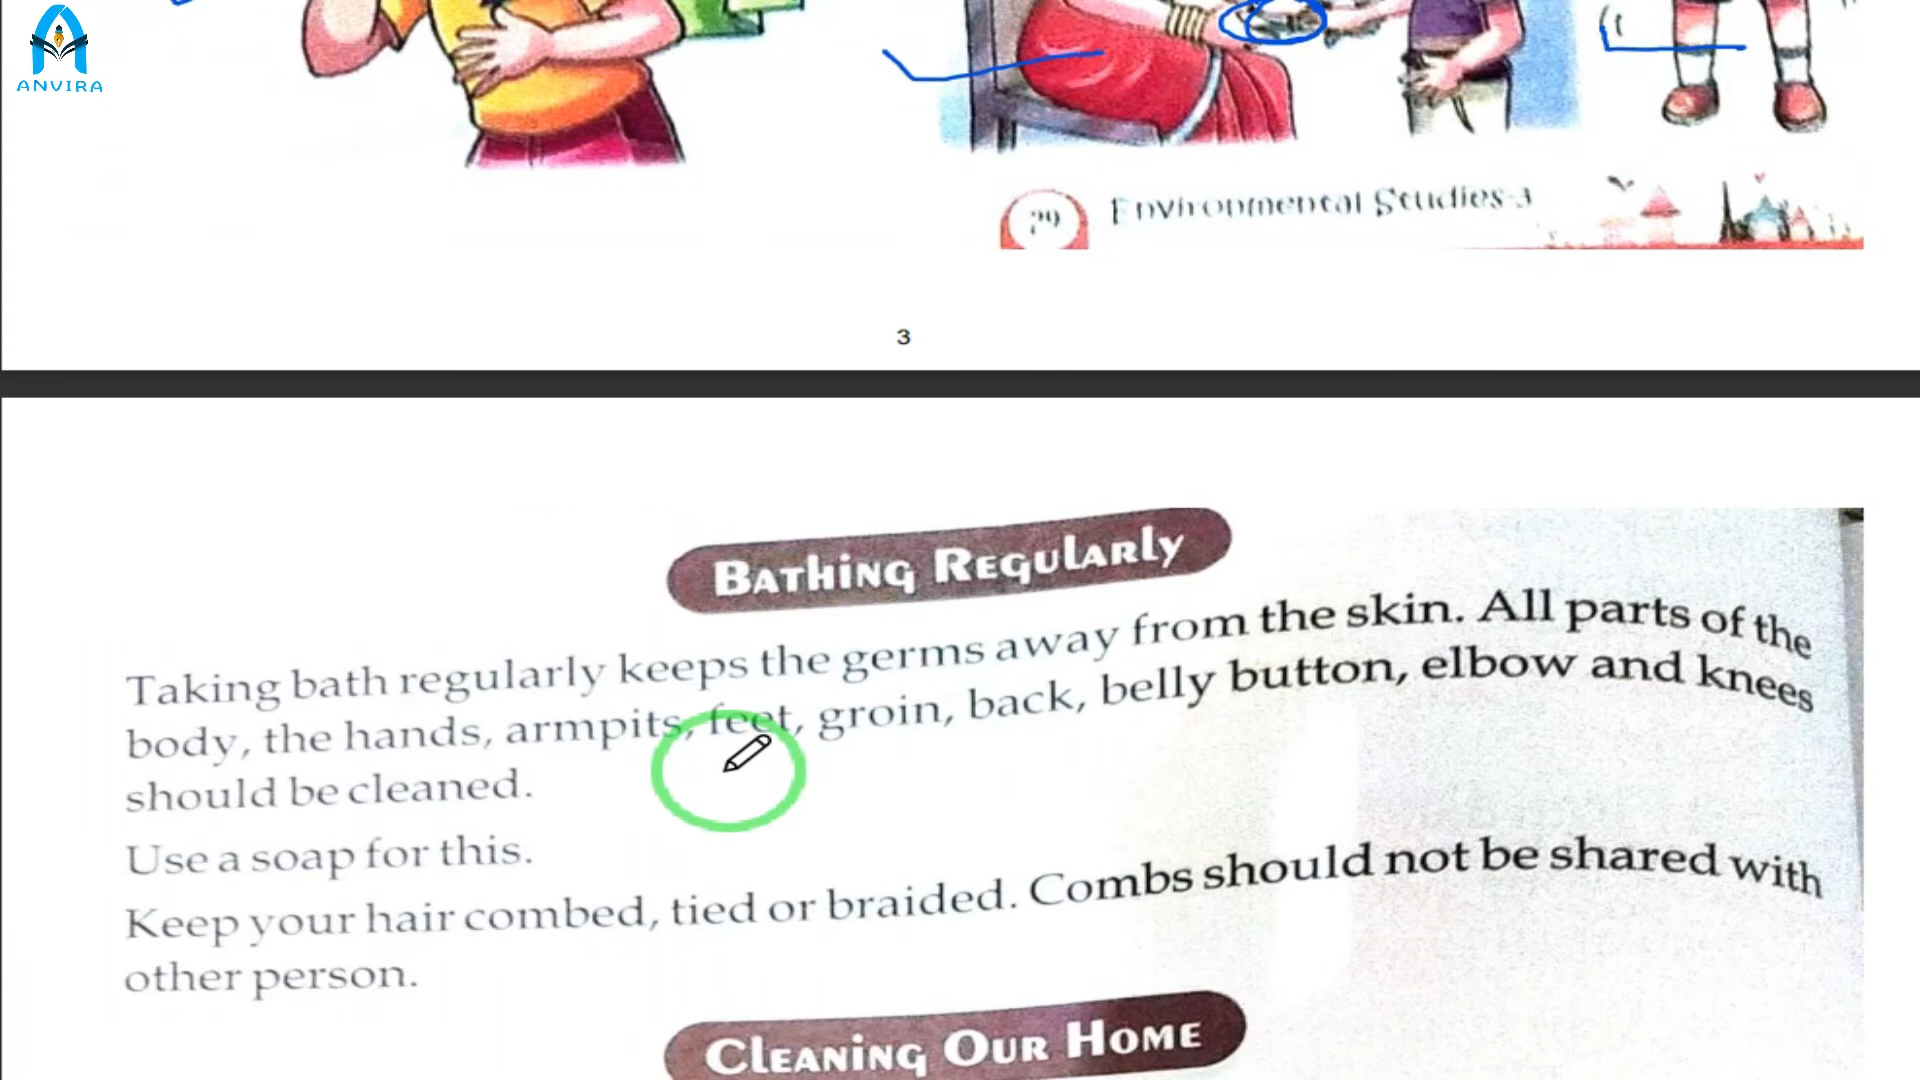 ANVIRA
29 Environmental Studies-3
3
Bathing Regularly
Taking bath regularly keeps the germs away from the skin. All parts of the
body, the hands, armpits, feet, groin, back, belly button, elbow and knees
should be cleaned.
Use a soap for this.
Keep your hair combed, tied or braided. Combs should not be shared with
other person.
Cleaning Our Home